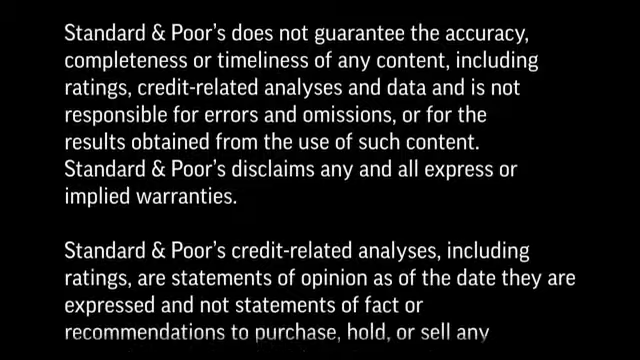 Standard & Poor's does not guarantee the accuracy,
completeness or timeliness of any content, including
ratings, credit-related analyses and data and is not
responsible for errors and omissions, or for the
results obtained from the use of such content.
Standard & Poor's disclaims any and all express or
implied warranties.
Standard & Poor's credit-related analyses, including
ratings, are statements of opinion as of the date they are
expressed and not statements of fact or
recommendations to purchase, hold, or sell any